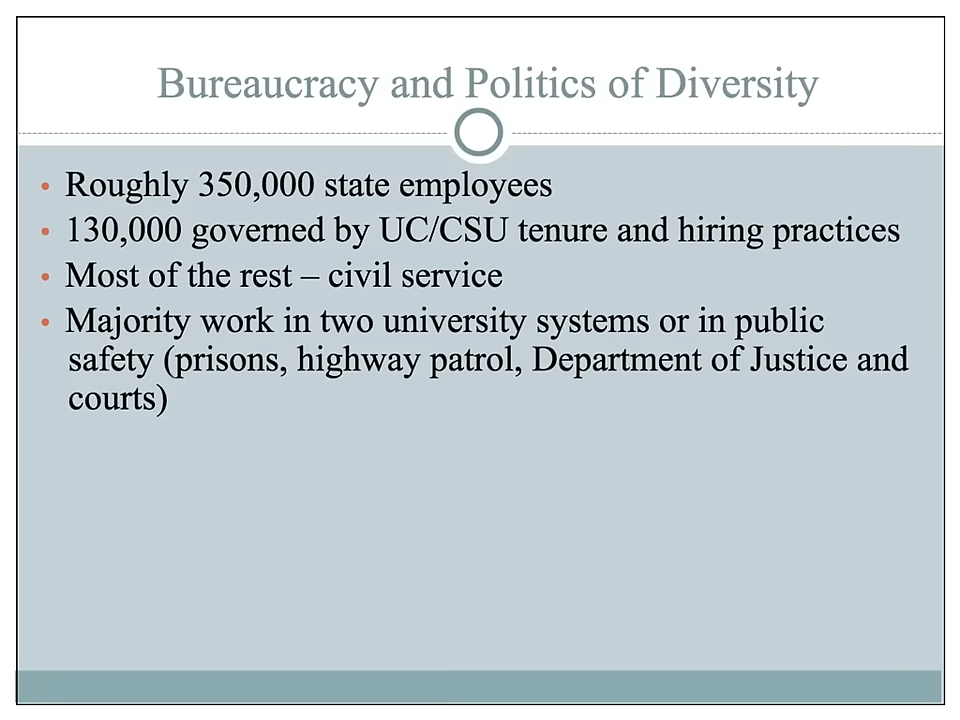 Bureaucracy and Politics of Diversity
• Roughly 350,000 state employees
• 130,000 governed by UC/CSU tenure and hiring practices
• Most of the rest – civil service
• Majority work in two university systems or in public
safety (prisons, highway patrol, Department of Justice and
courts)